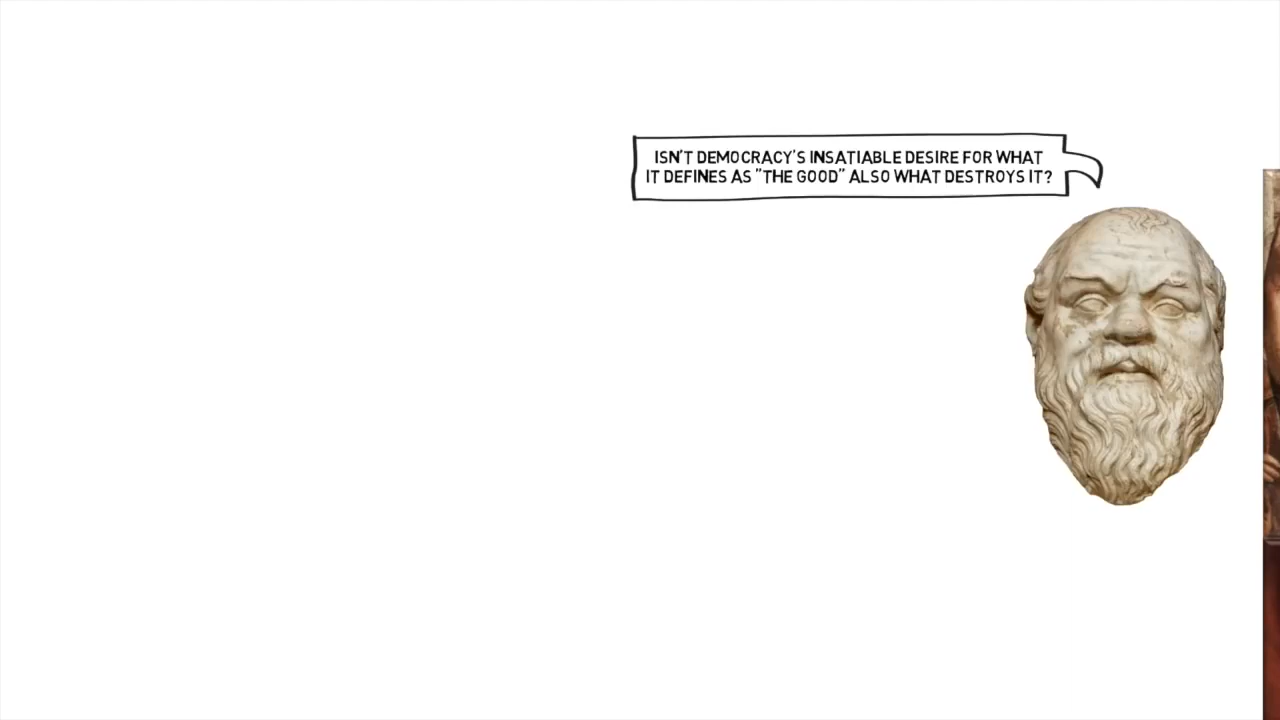 ISN'T DEMOCRACY'S INSATIABLE DESIRE FOR WHAT
IT DEFINES AS "THE GOOD" ALSO WHAT DESTROYS IT?